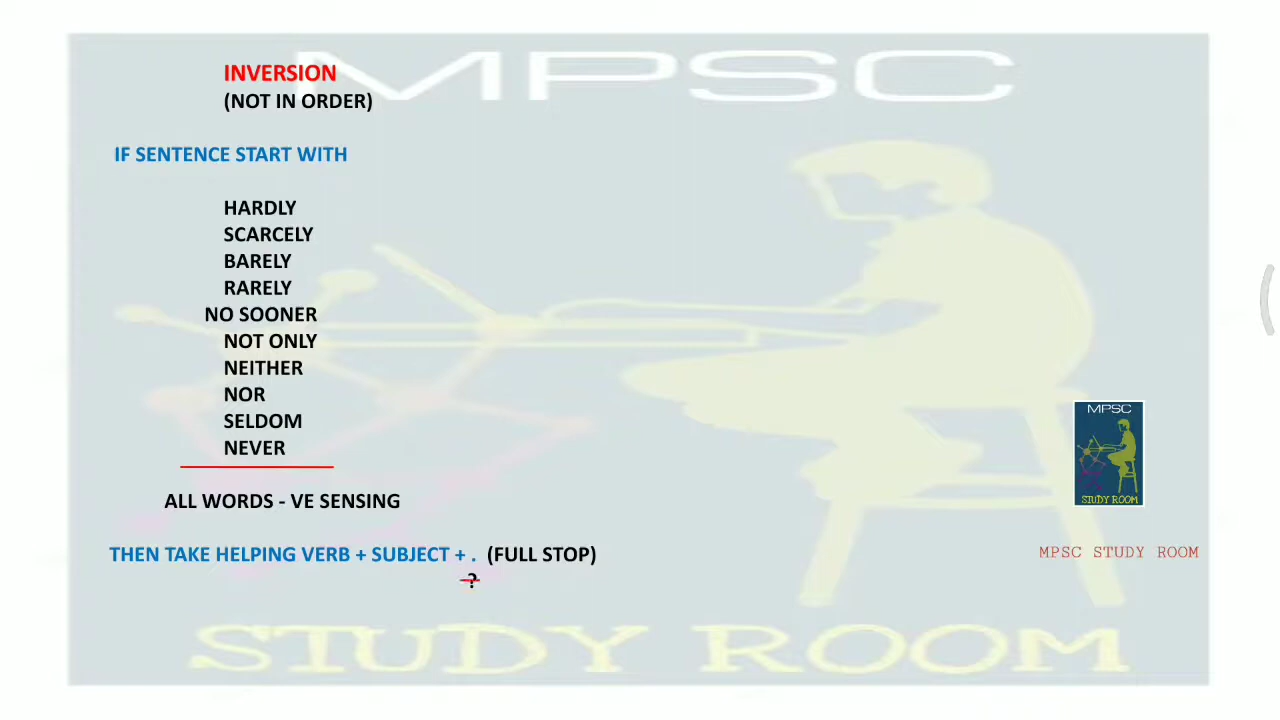 MPSC
INVERSION
(NOT IN ORDER)
IF SENTENCE START WITH
HARDLY
SCARCELY
BARELY
RARELY
NO SOONER
NOT ONLY
NEITHER
NOR
SELDOM
NEVER
ALL WORDS - VE SENSING
THEN TAKE HELPING VERB + SUBJECT + . (FULL STOP)
?
STUDY ROOM
MPSC
STUDY ROOM
MPSC STUDY ROOM